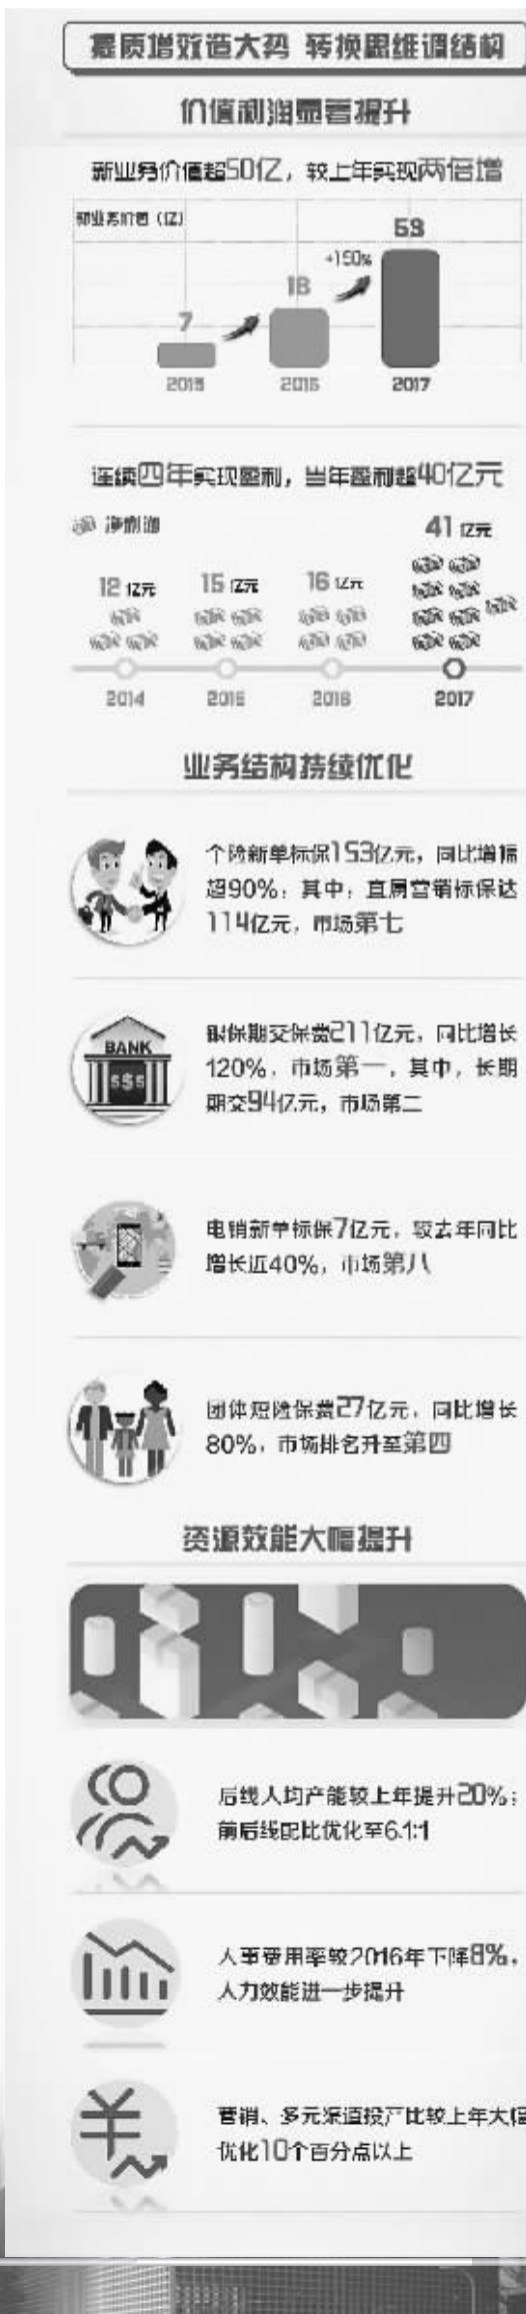 提质增效造大势 转换思维调结构
价值利润显著提升
新业务价值超50亿，较上年实现两倍增
新业务价值（亿）
53
+190%
18
7
2015 2016 2017
连续四年实现盈利，当年盈利超40亿元
净利润
41亿元
12亿元 15亿元 16亿元
2014 2015 2016 2017
业务结构持续优化
个险新单标保153亿元，同比增幅
超90%；其中，直属营销标保达
114亿元，市场第七
BANK
$$$
银保期交保费211亿元，同比增长
120%，市场第一，其中，长期
期交94亿元，市场第二
电销新单标保7亿元，较去年同比
增长近40%，市场第八
团体短险保费27亿元，同比增长
80%，市场排名升至第四
资源效能大幅提升
后线人均产能较上年提升20%；
前后线配比优化至6.1:1
人事费用率较2016年下降8%，
人力效能进一步提升
营销、多元渠道投产比较上年大幅
优化10个百分点以上